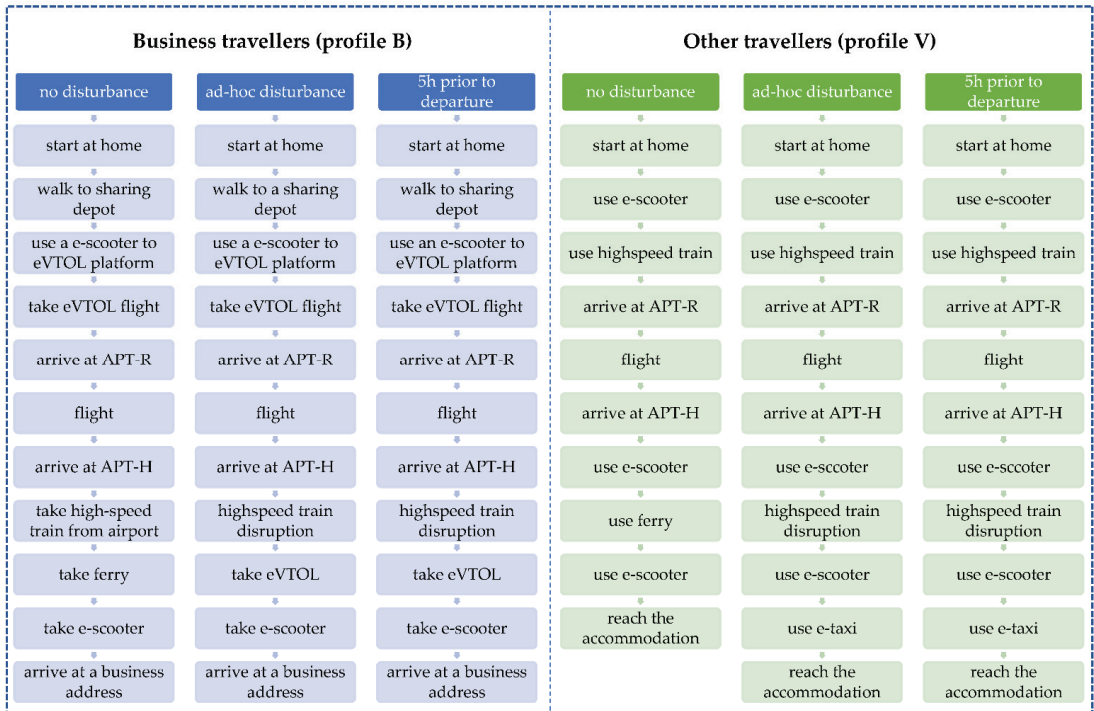 Business travellers (profile B)
no disturbance
start at home
walk to sharing
depot
use a e-scooter to
eVTOL platform
take eVTOL flight
arrive at APT-R
flight
arrive at APT-H
take high-speed
train from airport
take ferry
take e-scooter
arrive at a business
address
ad-hoc disturbance
start at home
walk to a sharing
depot
use a e-scooter to
eVTOL platform
take eVTOL flight
arrive at APT-R
flight
arrive at APT-H
highspeed train
disruption
take eVTOL
take e-scooter
arrive at a business
address
5h prior to
departure
start at home
walk to sharing
depot
use an e-scooter to
eVTOL platform
take eVTOL flight
arrive at APT-R
flight
arrive at APT-H
highspeed train
disruption
take eVTOL
take e-scooter
arrive at a business
address
Other travellers (profile V)
no disturbance
start at home
use e-scooter
use highspeed train
arrive at APT-R
flight
arrive at APT-H
use e-scooter
use ferry
use e-scooter
reach the
accommodation
ad-hoc disturbance
start at home
use e-scooter
use highspeed train
arrive at APT-R
flight
arrive at APT-H
use e-sccoter
highspeed train
disruption
use e-scooter
use e-taxi
reach the
accommodation
5h prior to
departure
start at home
use e-scooter
use highspeed train
arrive at APT-R
flight
arrive at APT-H
use e-sccoter
highspeed train
disruption
use e-scooter
use e-taxi
reach the
accommodation